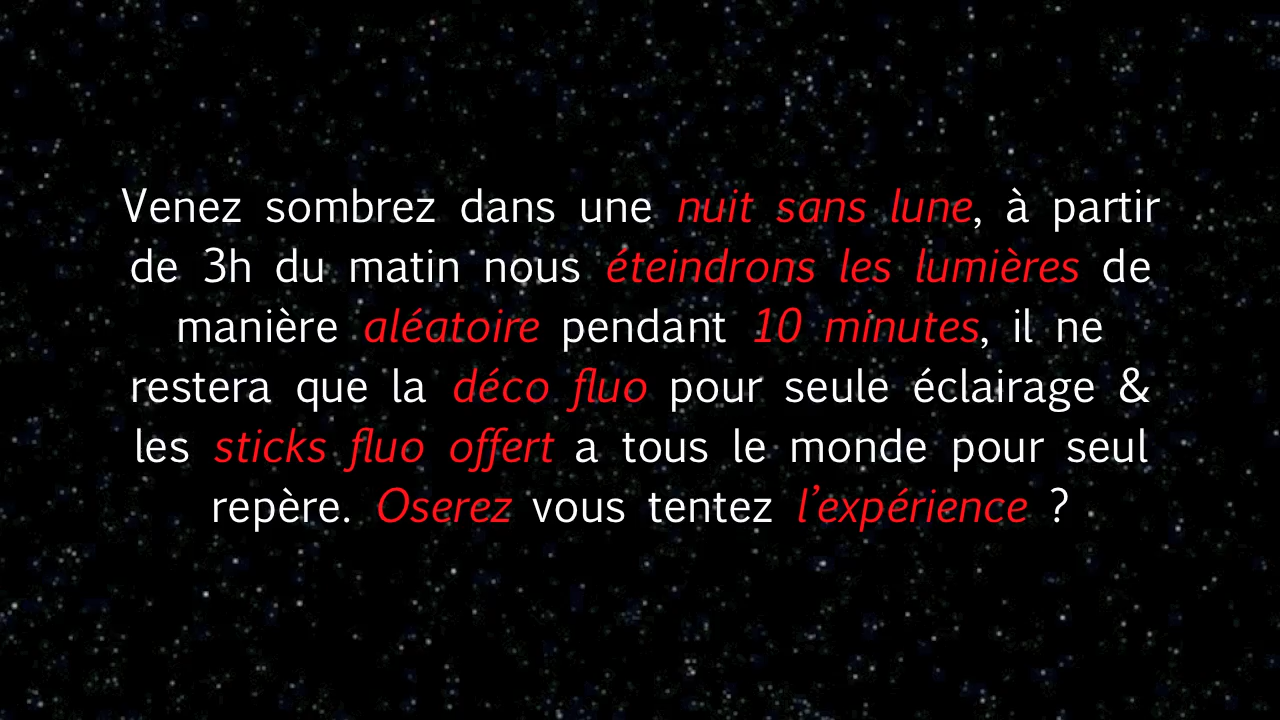 Venez sombrez dans une nuit sans lune, à partir
de 3h du matin nous éteindrons les lumières de
manière aléatoire pendant 10 minutes, il ne
restera que la déco fluo pour seule éclairage &
les sticks fluo offert a tous le monde pour seul
repère. Oserez vous tentez l'expérience ?